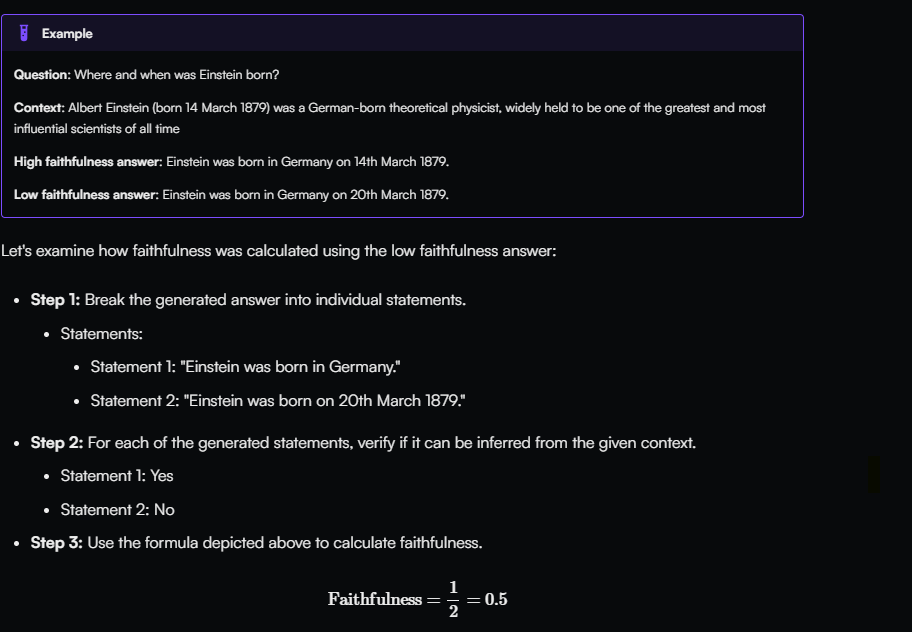 Example
Question: Where and when was Einstein born?
Context: Albert Einstein (born 14 March 1879) was a German-born theoretical physicist, widely held to be one of the greatest and most
influential scientists of all time
High faithfulness answer: Einstein was born in Germany on 14th March 1879.
Low faithfulness answer: Einstein was born in Germany on 20th March 1879.
Let's examine how faithfulness was calculated using the low faithfulness answer:
• Step 1: Break the generated answer into individual statements.
• Statements:
• Statement 1: "Einstein was born in Germany."
• Statement 2: "Einstein was born on 20th March 1879."
• Step 2: For each of the generated statements, verify if it can be inferred from the given context.
• Statement 1: Yes
• Statement 2: No
• Step 3: Use the formula depicted above to calculate faithfulness.
Faithfulness = 1/2 = 0.5